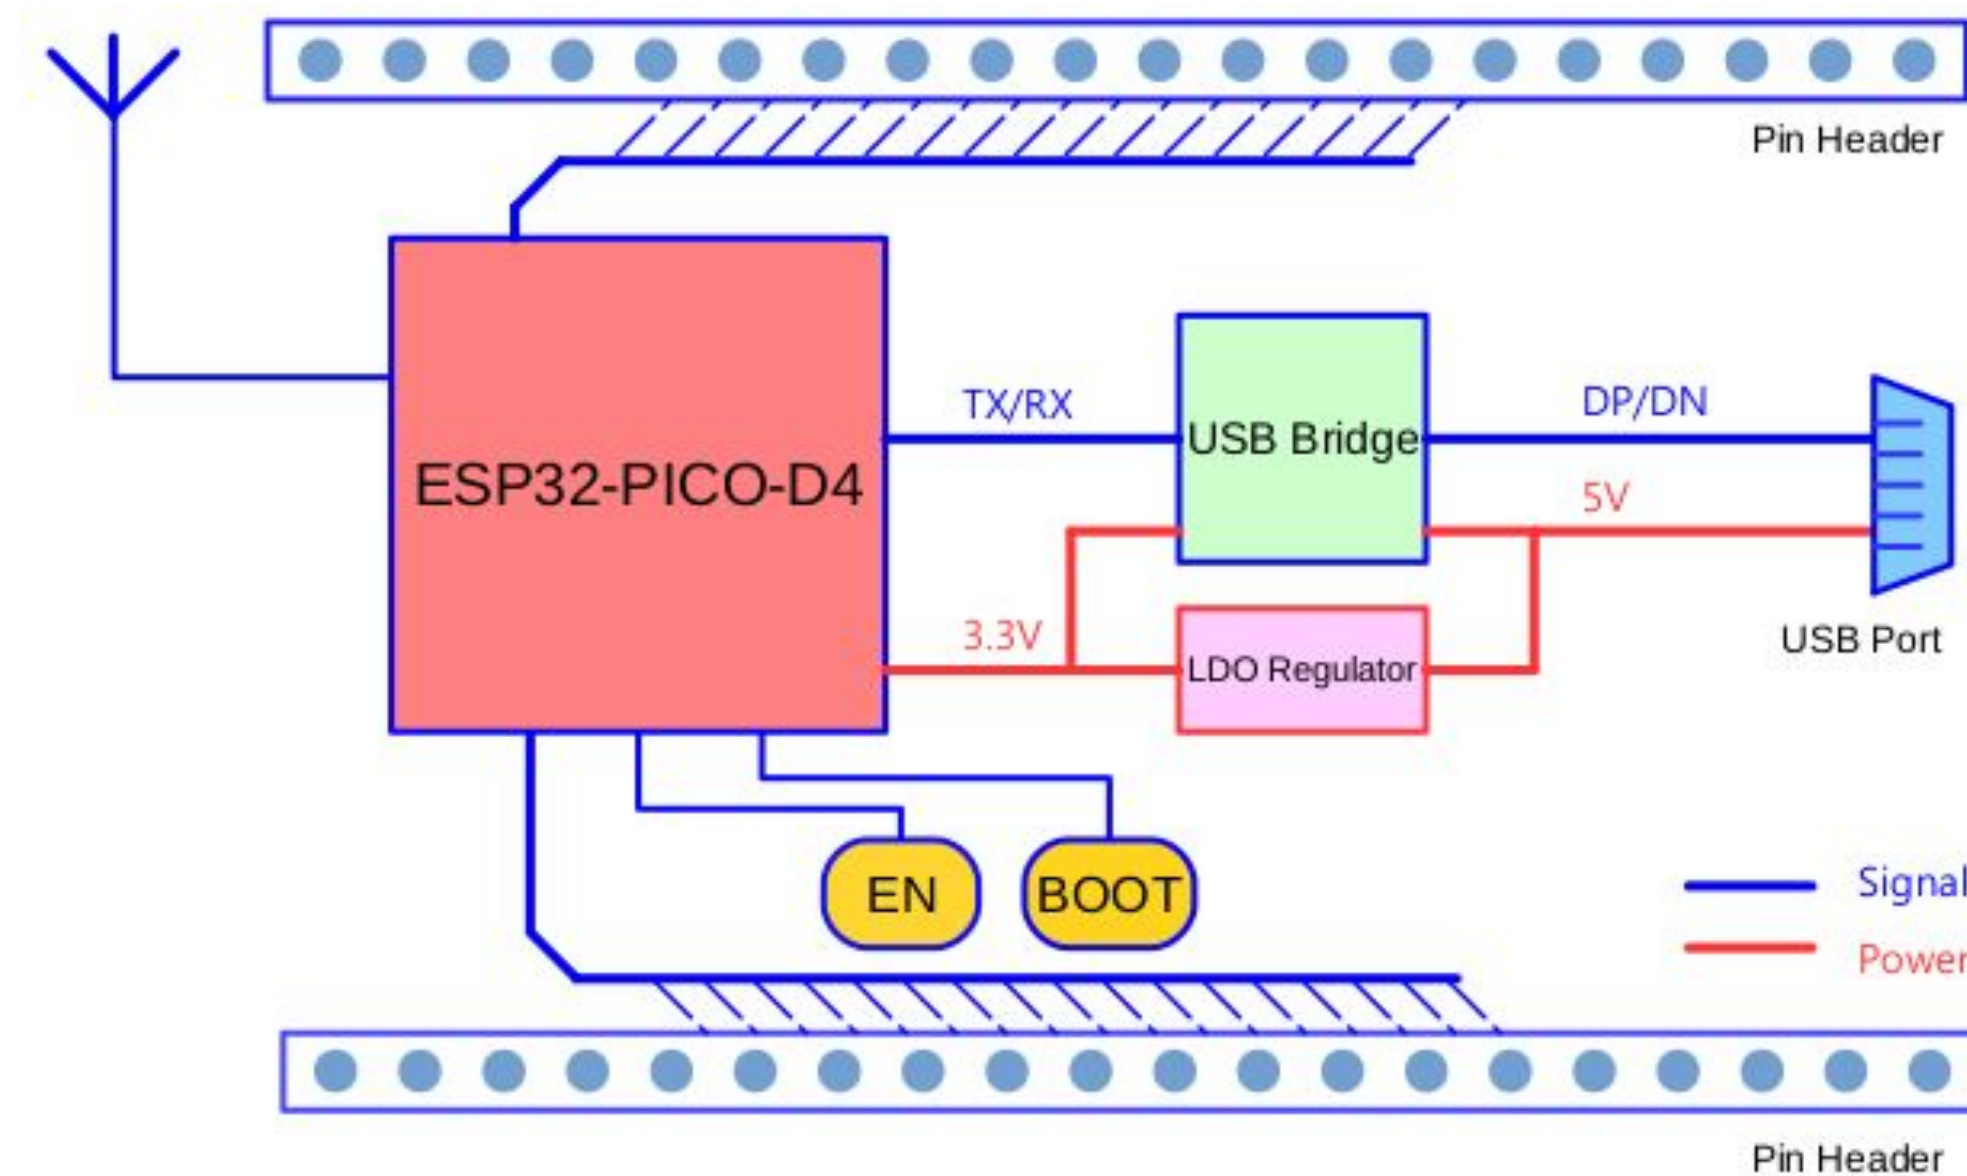 Pin Header
TX/RX
DP/DN
USB Bridge
ESP32-PICO-D4
5V
3.3V
LDO Regulator
USB Port
EN
BOOT
Signal
Power
Pin Header